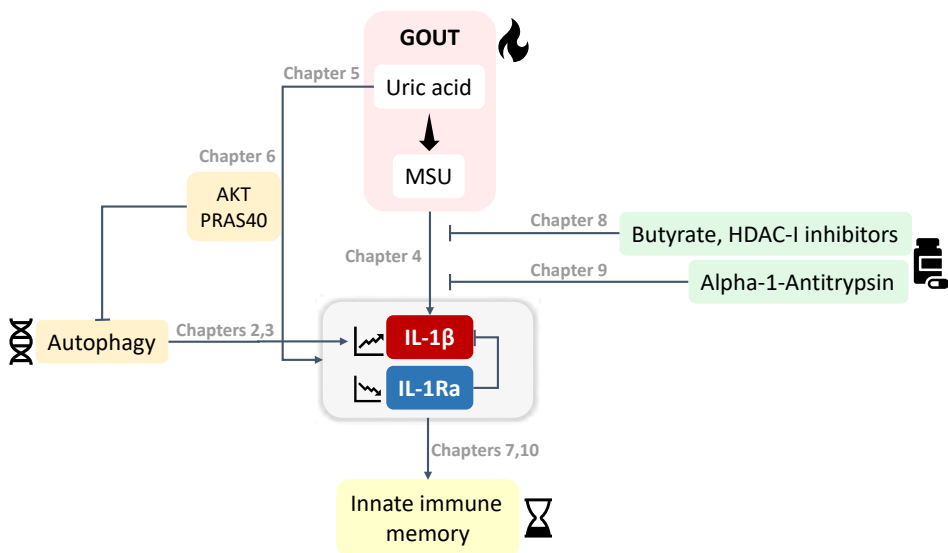 GOUT
Chapter 5
Uric acid
Chapter 6
MSU
AKT
PRAS40
Chapter 8
Butyrate, HDAC-I inhibitors
Chapter 4
Chapter 9
Alpha-1-Antitrypsin
Autophagy
Chapters 2,3
IL-1β
IL-1Ra
Chapters 7,10
Innate immune
memory